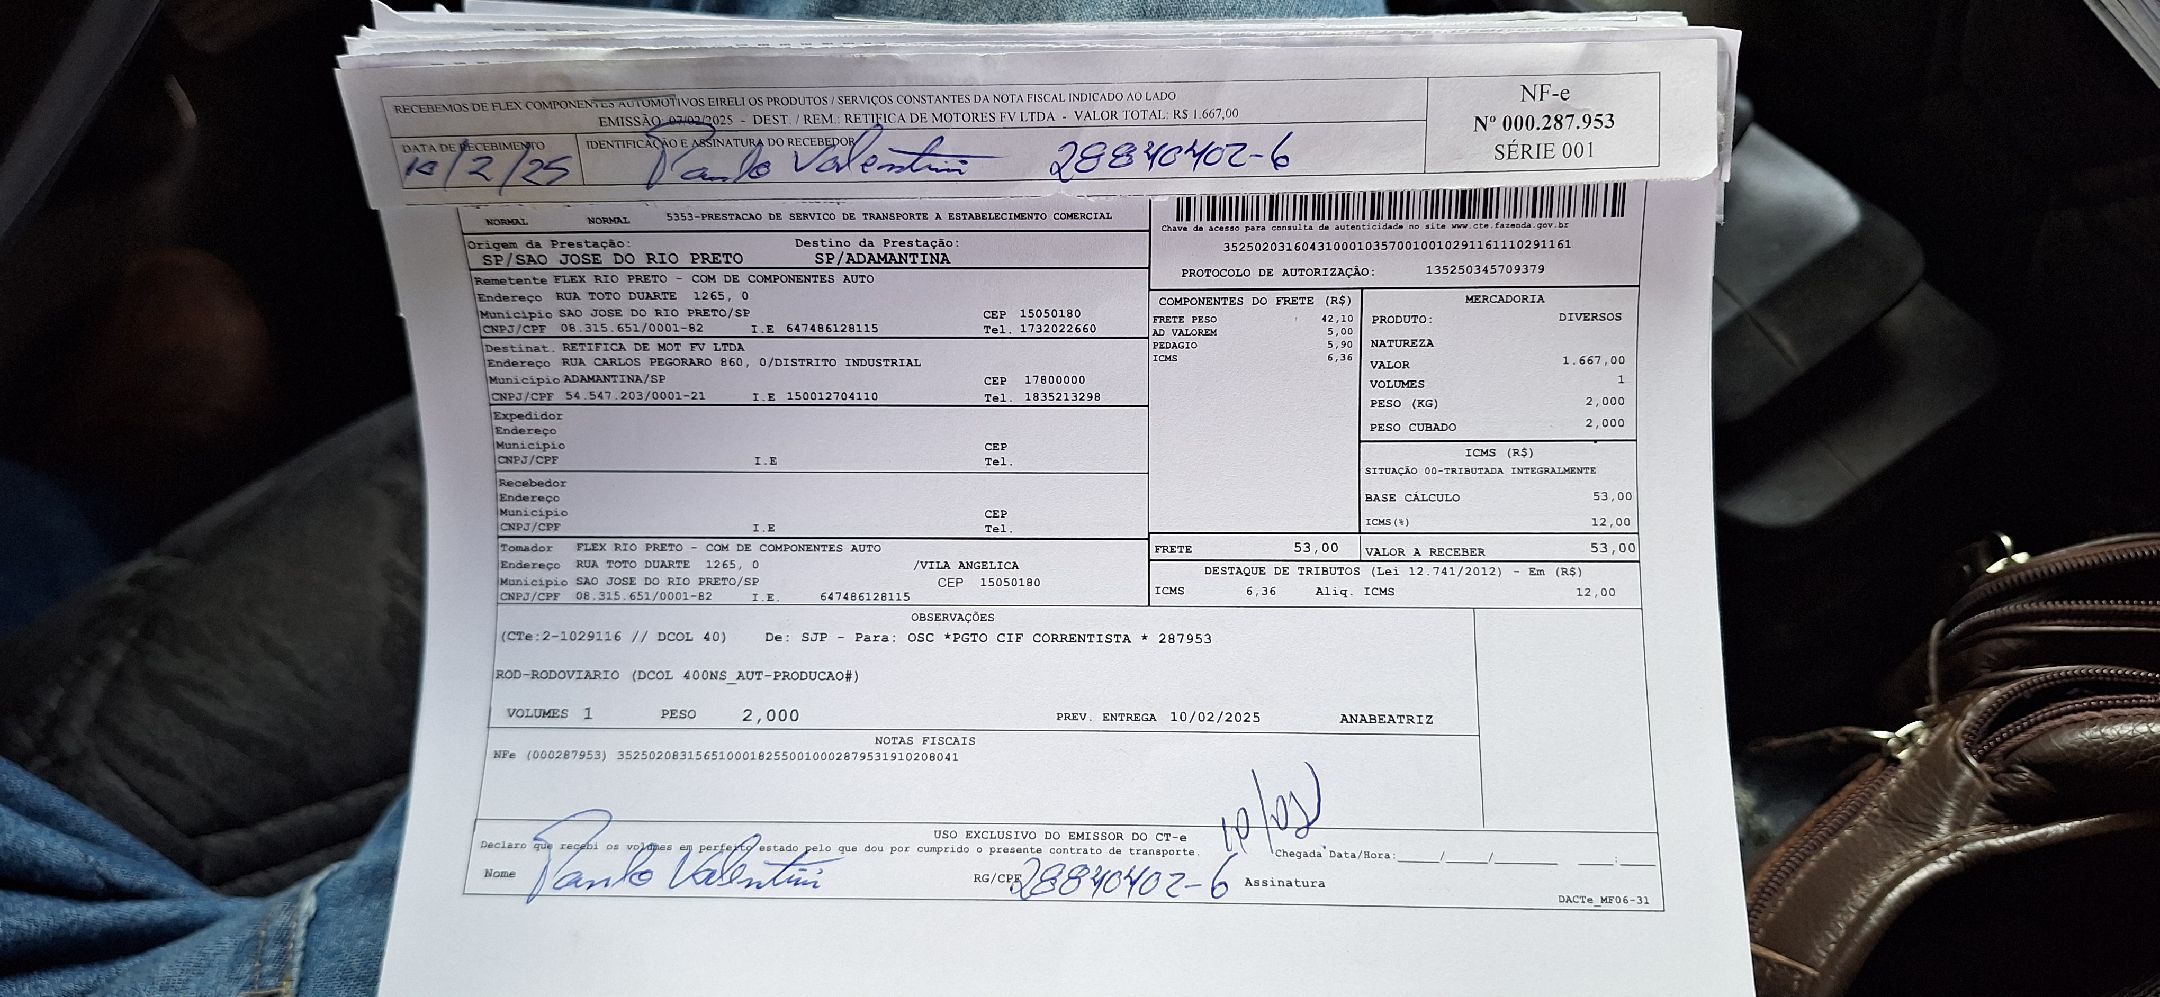 RECEBEMOS DE FLEX COMPONENTES AUTOMOTIVOS EIRELI OS PRODUTOS / SERVIÇOS CONSTANTES DA NOTA FISCAL INDICADO AO LADO
EMISSÃO: 07/02/2025 - DEST. / REM.: RETIFICA DE MOTORES FV LTDA - VALOR TOTAL: R$ 1.667,00
NF-e
Nº 000.287.953
SÉRIE 001
DATA DE RECEBIMENTO
IDENTIFICAÇÃO E ASSINATURA DO RECEBEDOR
10/2/25
Paulo Valentini 28840402-6
NORMAL NORMAL 5353-PRESTACAO DE SERVICO DE TRANSPORTE A ESTABELECIMENTO COMERCIAL
Origem da Prestação: Destino da Prestação:
SP/SAO JOSE DO RIO PRETO SP/ADAMANTINA
Chave de acesso para consulta de autenticidade no site www.cte.fazenda.gov.br
35250203160431000103570010010291161110291161
PROTOCOLO DE AUTORIZAÇÃO: 135250345709379
Remetente FLEX RIO PRETO - COM DE COMPONENTES AUTO
Endereço RUA TOTO DUARTE 1265, 0
Municipio SAO JOSE DO RIO PRETO/SP CEP 15050180
CNPJ/CPF 08.315.651/0001-82 I.E 647486128115 Tel. 1732022660
Destinat. RETIFICA DE MOT FV LTDA
Endereço RUA CARLOS PEGORARO 860, 0/DISTRITO INDUSTRIAL
Municipio ADAMANTINA/SP CEP 17800000
CNPJ/CPF 54.547.203/0001-21 I.E 150012704110 Tel. 1835213298
Expedidor
Endereço
Municipio CEP
CNPJ/CPF I.E Tel.
Recebedor
Endereço
Municipio CEP
CNPJ/CPF I.E Tel.
Tomador FLEX RIO PRETO - COM DE COMPONENTES AUTO
Endereço RUA TOTO DUARTE 1265, 0 /VILA ANGELICA
Municipio SAO JOSE DO RIO PRETO/SP CEP 15050180
CNPJ/CPF 08.315.651/0001-82 I.E. 647486128115
COMPONENTES DO FRETE (R$)
FRETE PESO 42,10
AD VALOREM 5,00
PEDAGIO 5,90
ICMS 6,36
MERCADORIA
PRODUTO: DIVERSOS
NATUREZA
VALOR 1.667,00
VOLUMES 1
PESO (KG) 2,000
PESO CUBADO 2,000
ICMS (R$)
SITUAÇÃO 00-TRIBUTADA INTEGRALMENTE
BASE CÁLCULO 53,00
ICMS(%) 12,00
FRETE 53,00 VALOR A RECEBER 53,00
DESTAQUE DE TRIBUTOS (Lei 12.741/2012) - Em (R$)
ICMS 6,36 Aliq. ICMS 12,00
OBSERVAÇÕES
(CTe:2-1029116 // DCOL 40) De: SJP - Para: OSC *PGTO CIF CORRENTISTA * 287953
ROD-RODOVIARIO (DCOL 400NS_AUT-PRODUCAO#)
VOLUMES 1 PESO 2,000 PREV. ENTREGA 10/02/2025 ANABEATRIZ
NOTAS FISCAIS
NFe (000287953) 35250208315651000182550010002879531910208041
USO EXCLUSIVO DO EMISSOR DO CT-e
Declaro que recebi os volumes em perfeito estado pelo que dou por cumprido o presente contrato de transporte.
Chegada Data/Hora:____/_____/_______ ____:____
Nome Paulo Valentini RG/CPF 28840402-6 Assinatura
DACTe_MF06-31